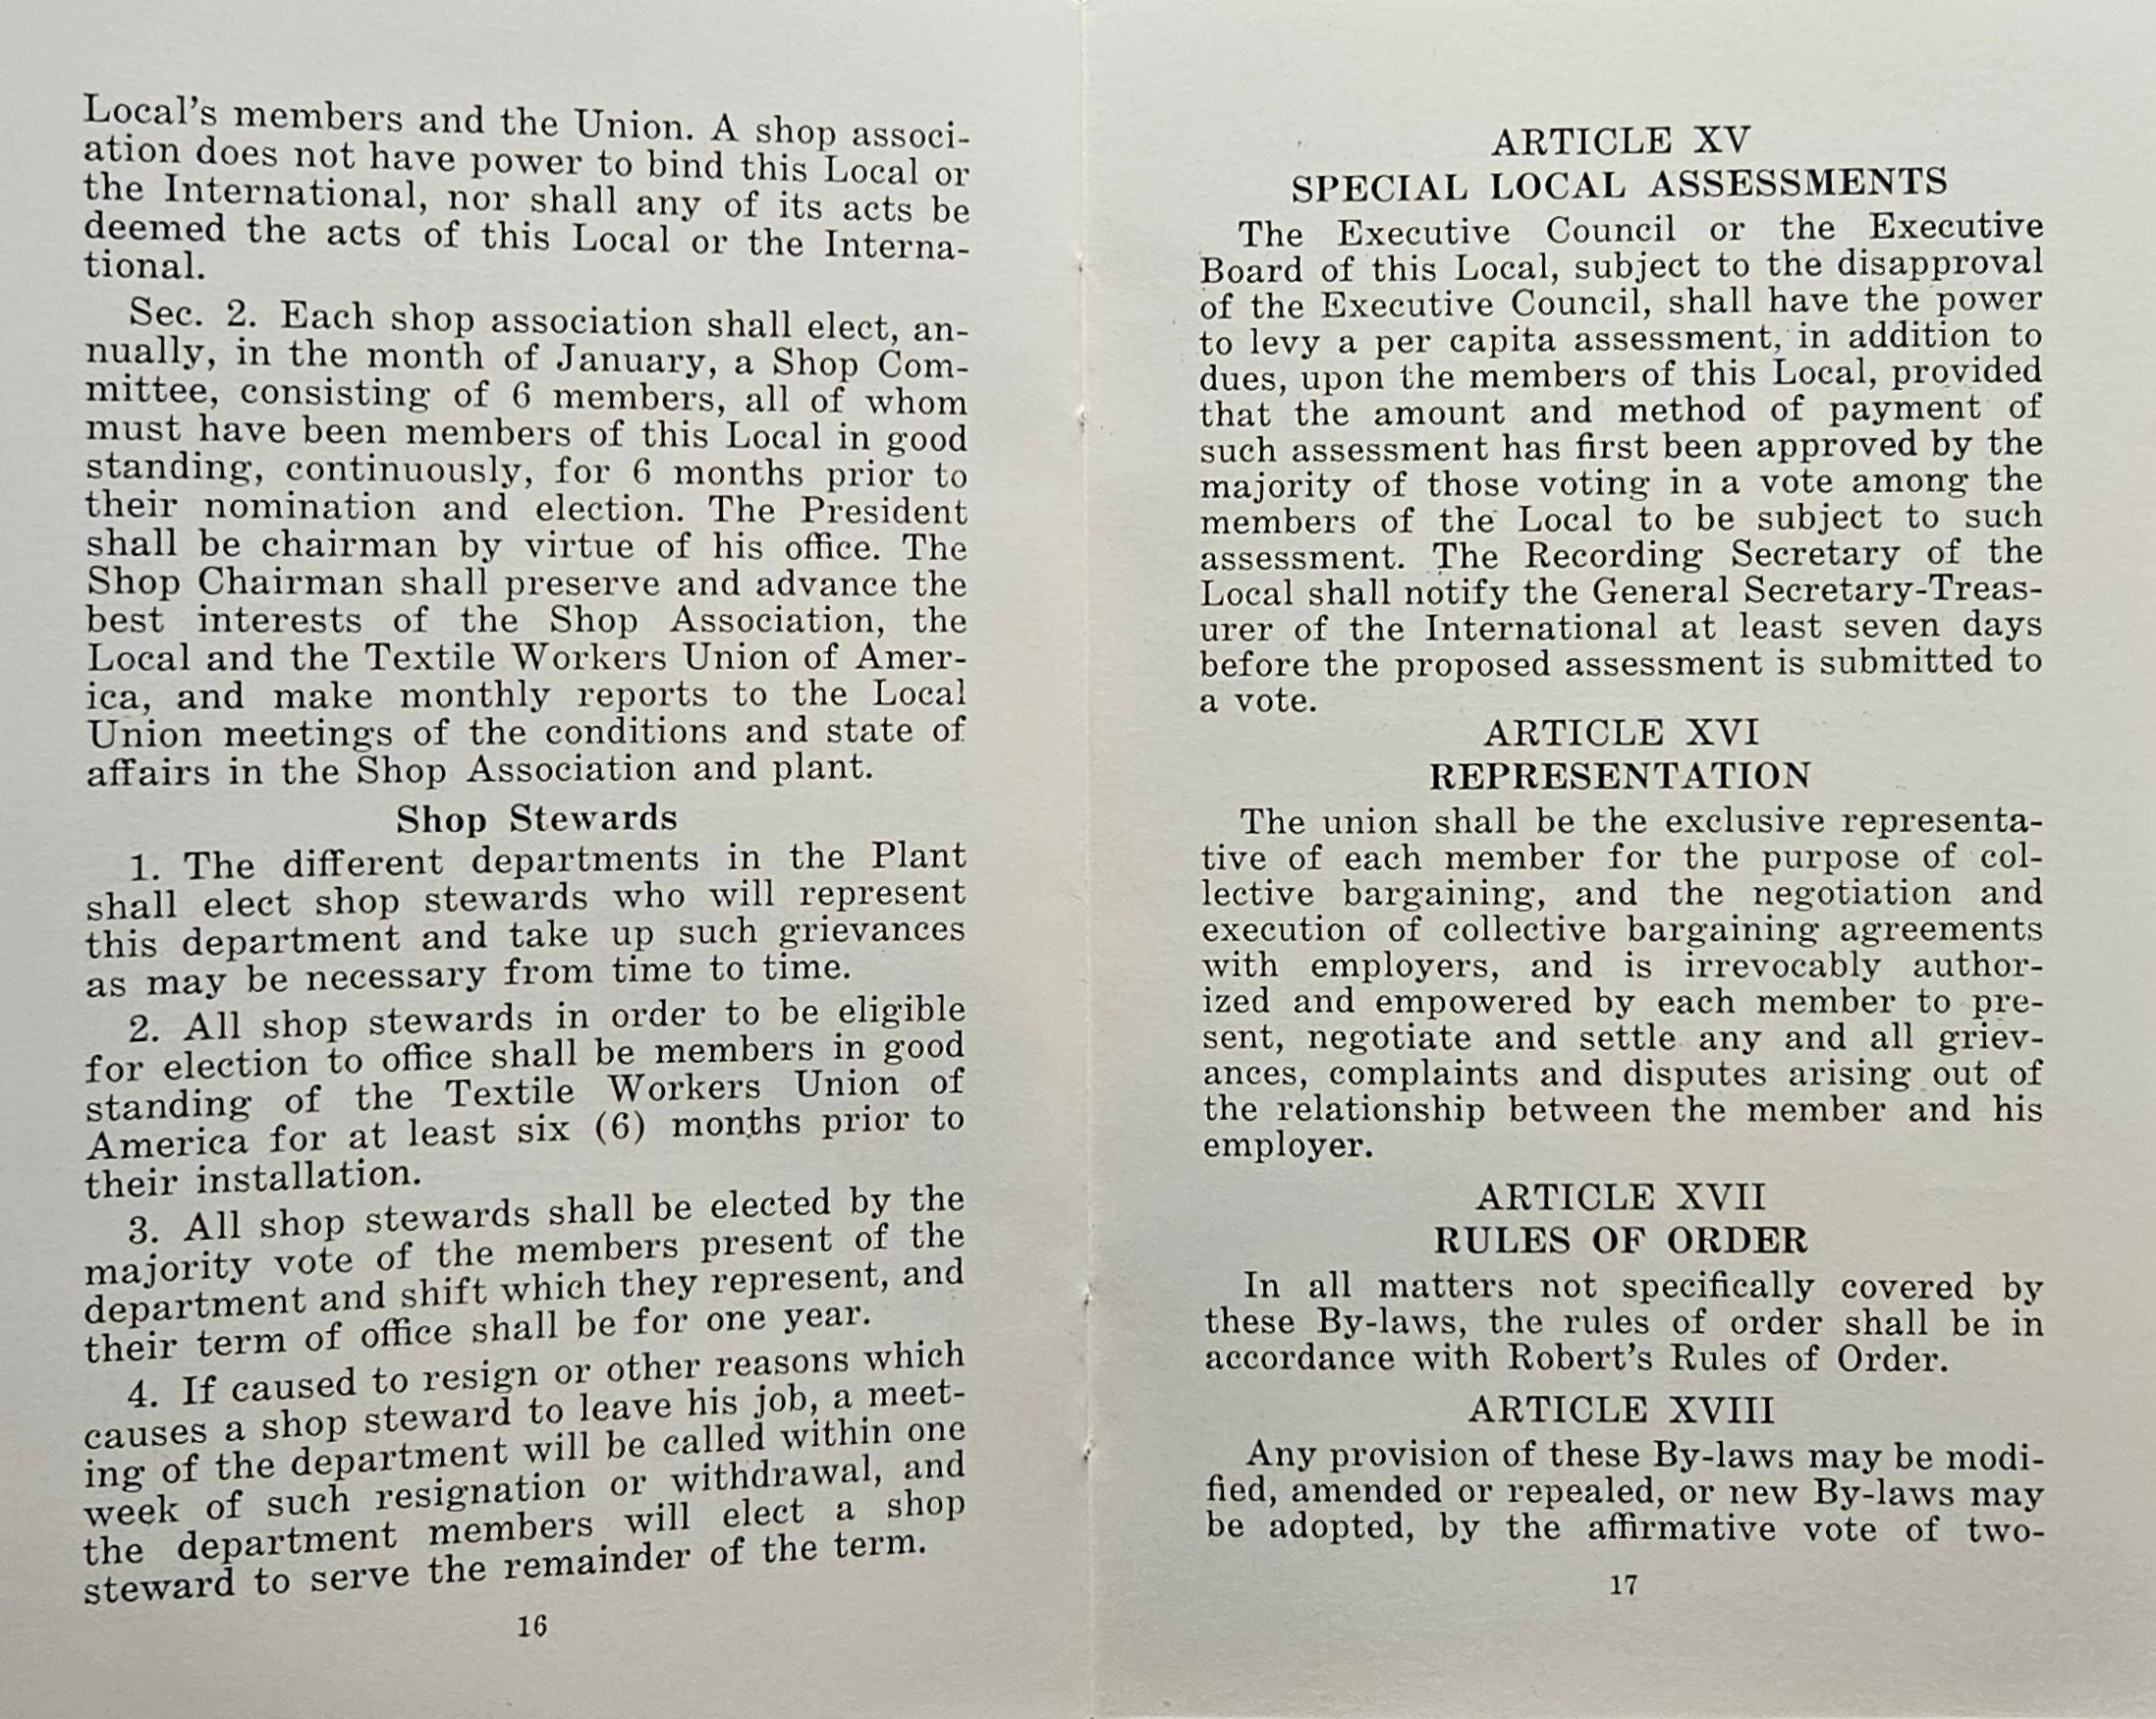 Local's members and the Union. A shop associ-
ation does not have power to bind this Local or
the International, nor shall any of its acts be
deemed the acts of this Local or the Interna-
tional.
Sec. 2. Each shop association shall elect, an-
nually, in the month of January, a Shop Com-
mittee, consisting of 6 members, all of whom
must have been members of this Local in good
standing, continuously, for 6 months prior to
their nomination and election. The President
shall be chairman by virtue of his office. The
Shop Chairman shall preserve and advance the
best interests of the Shop Association, the
Local and the Textile Workers Union of Amer-
ica, and make monthly reports to the Local
Union meetings of the conditions and state of
affairs in the Shop Association and plant.
Shop Stewards
1. The different departments in the Plant
shall elect shop stewards who will represent
this department and take up such grievances
as may be necessary from time to time.
2. All shop stewards in order to be eligible
for election to office shall be members in good
standing of the Textile Workers Union of
America for at least six (6) months prior to
their installation.
3. All shop stewards shall be elected by the
majority vote of the members present of the
department and shift which they represent, and
their term of office shall be for one year.
4. If caused to resign or other reasons which
causes a shop steward to leave his job, a meet-
ing of the department will be called within one
week of such resignation or withdrawal, and
the department members will elect a shop
steward to serve the remainder of the term.
16
ARTICLE XV
SPECIAL LOCAL ASSESSMENTS
The Executive Council or the Executive
Board of this Local, subject to the disapproval
of the Executive Council, shall have the power
to levy a per capita assessment, in addition to
dues, upon the members of this Local, provided
that the amount and method of payment of
such assessment has first been approved by the
majority of those voting in a vote among the
members of the Local to be subject to such
assessment. The Recording Secretary of the
Local shall notify the General Secretary-Treas-
urer of the International at least seven days
before the proposed assessment is submitted to
a vote.
ARTICLE XVI
REPRESENTATION
The union shall be the exclusive representa-
tive of each member for the purpose of col-
lective bargaining, and the negotiation and
execution of collective bargaining agreements
with employers, and is irrevocably author-
ized and empowered by each member to pre-
sent, negotiate and settle any and all griev-
ances, complaints and disputes arising out of
the relationship between the member and his
employer.
ARTICLE XVII
RULES OF ORDER
In all matters not specifically covered by
these By-laws, the rules of order shall be in
accordance with Robert's Rules of Order.
ARTICLE XVIII
Any provision of these By-laws may be modi-
fied, amended or repealed, or new By-laws may
be adopted, by the affirmative vote of two-
17